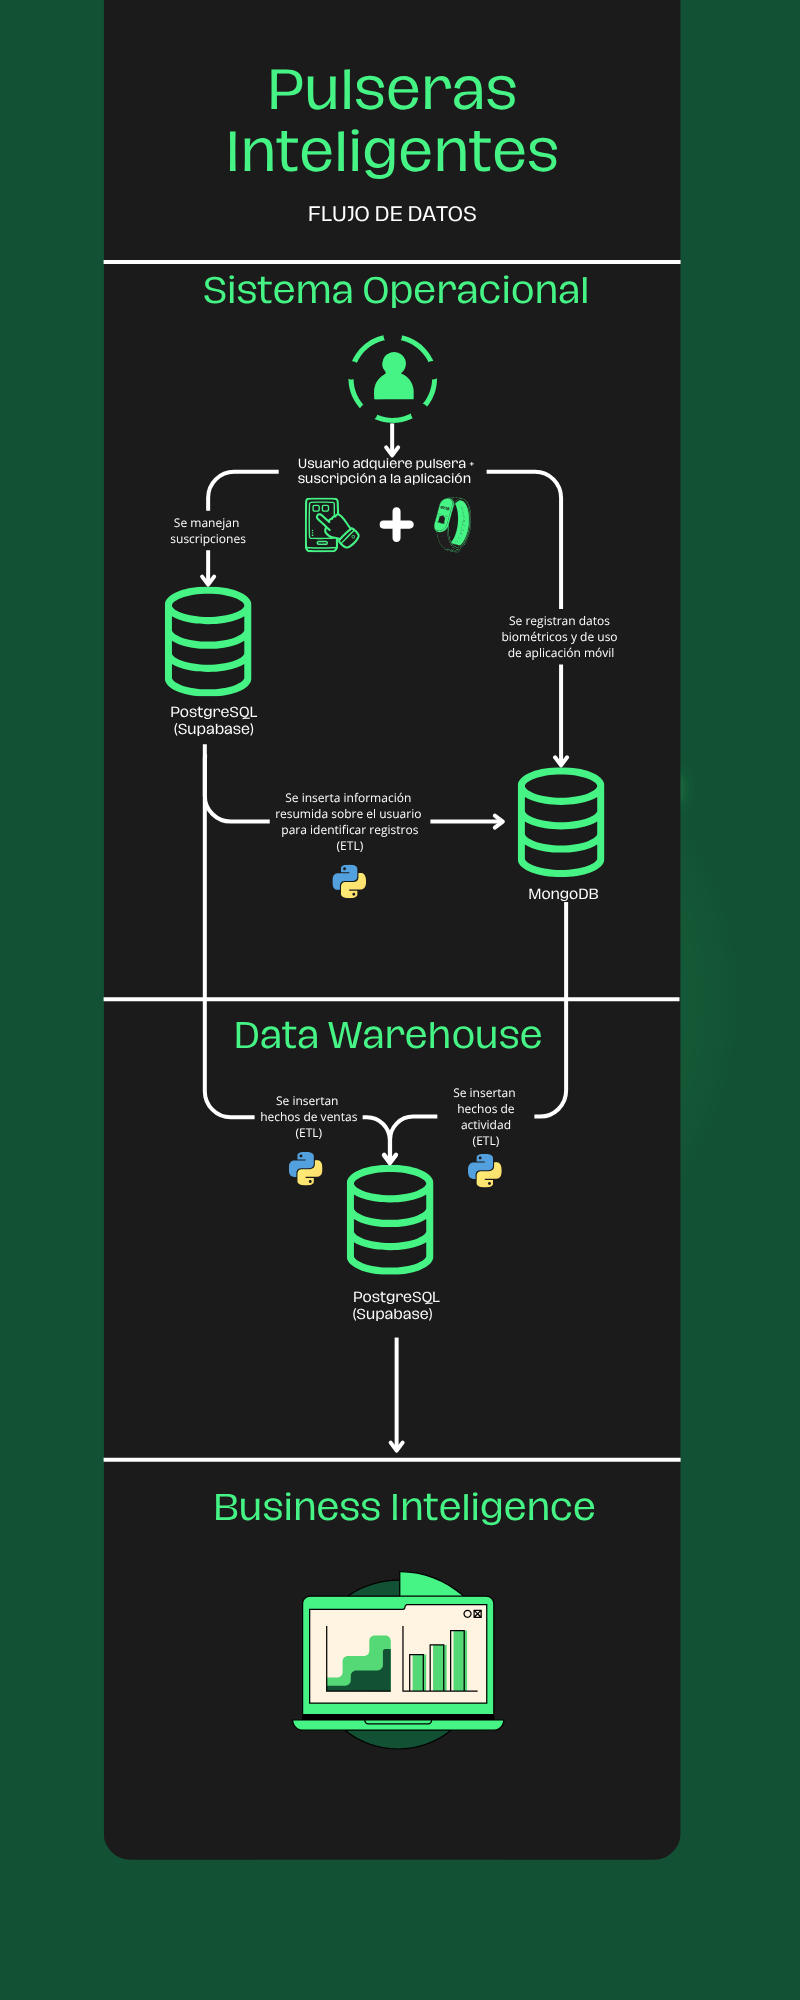 Pulseras
Inteligentes
FLUJO DE DATOS
Sistema Operacional
Usuario adquiere pulsera +
suscripción a la aplicación
Se manejan
suscripciones
Se registran datos
biométricos y de uso
de aplicación móvil
PostgreSQL
(Supabase)
Se inserta información
resumida sobre el usuario
para identificar registros
(ETL)
MongoDB
Data Warehouse
Se insertan
hechos de ventas
(ETL)
Se insertan
hechos de
actividad
(ETL)
PostgreSQL
(Supabase)
Business Inteligence